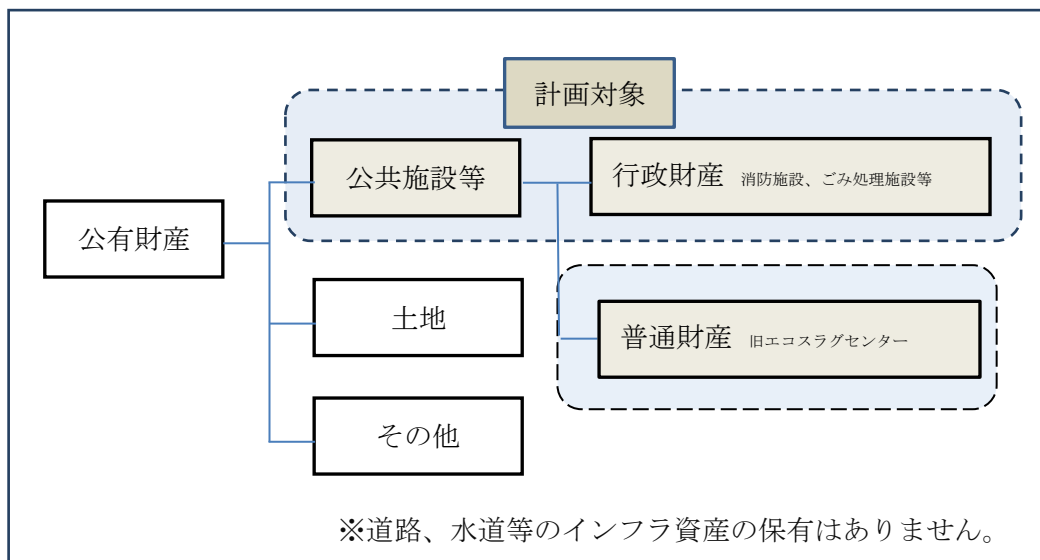 計画対象
公共施設等
行政財産 消防施設、ごみ処理施設等
公有財産
土地
普通財産 旧エコスラグセンター
その他
※道路、水道等のインフラ資産の保有はありません。